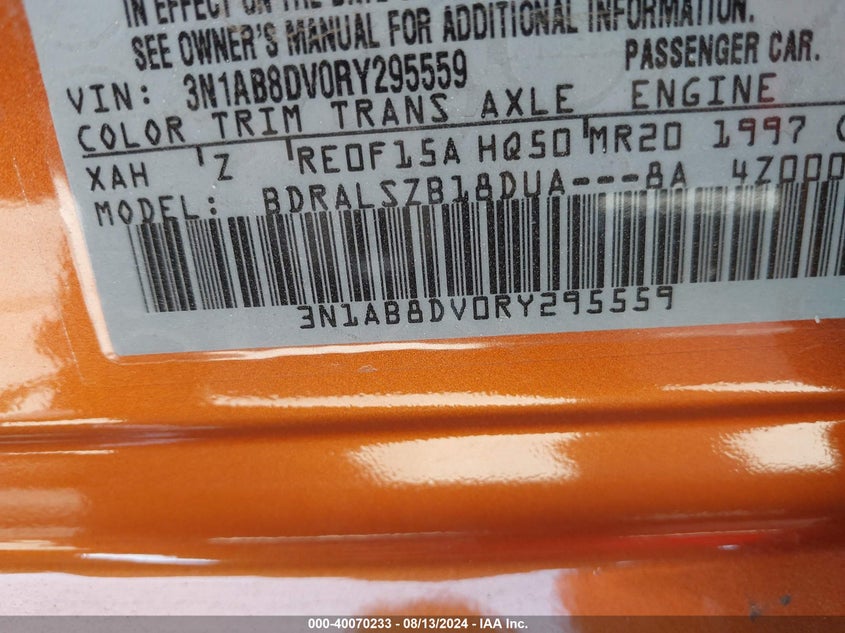 IN EFFECT ON THE DATE
SEE OWNER'S MANUAL FOR ADDITIONAL INFORMATION.
VIN: 3N1AB8DV0RY295559 PASSENGER CAR.
COLOR TRIM TRANS AXLE ENGINE
XAH Z RE0F15A HQ50 MR20 1997
MODEL: BDRALSZB18DUA---8A 4Z000
3N1AB8DV0RY295559
000-40070233 - 08/13/2024 - IAA Inc.